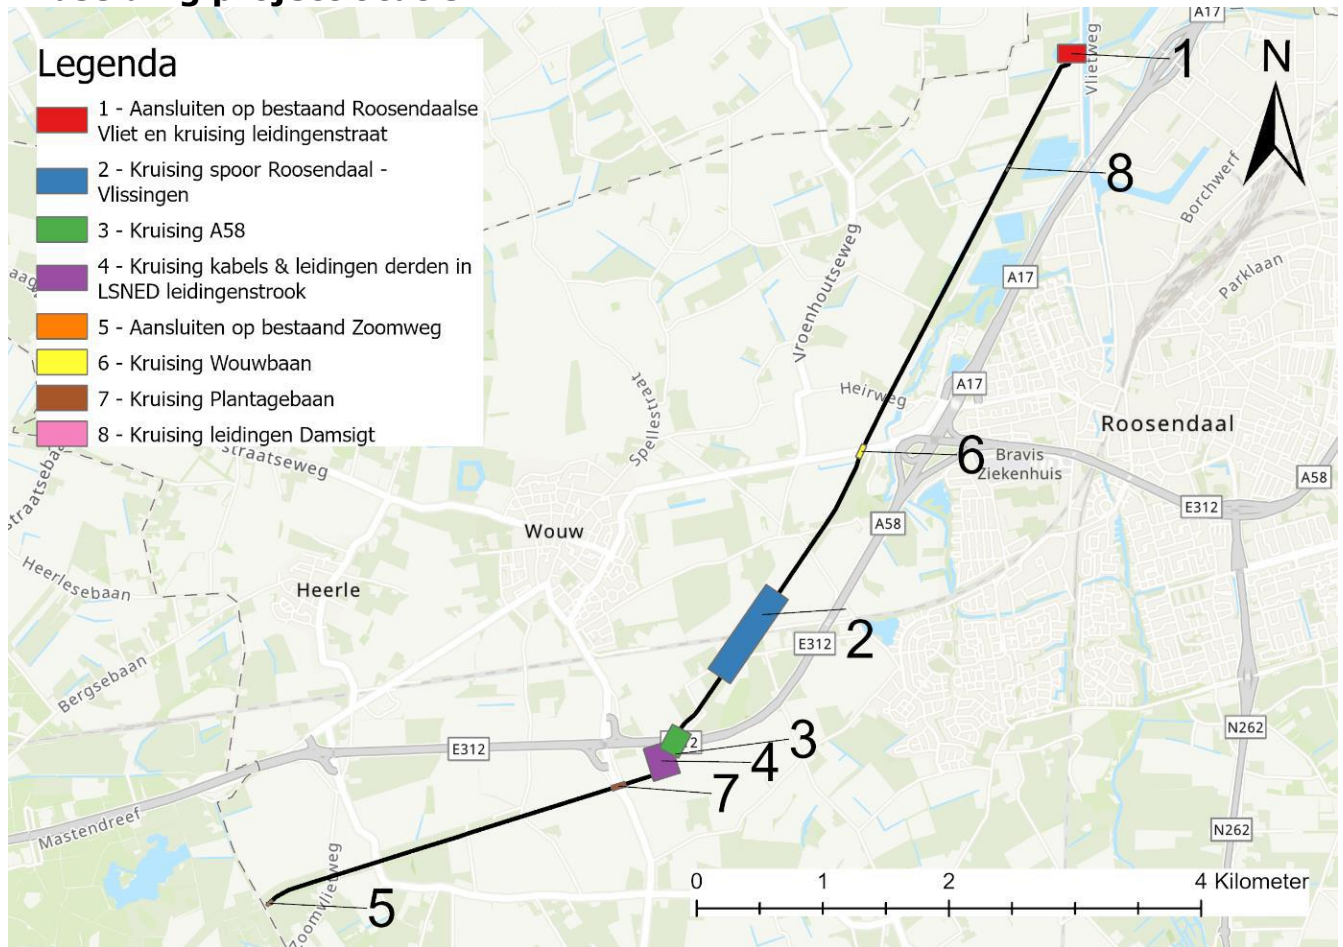 Legenda
1 - Aansluiten op bestaand Roosendaalse
Vliet en kruising leidingenstraat
2 - Kruising spoor Roosendaal -
Vlissingen
3 - Kruising A58
4 - Kruising kabels & leidingen derden in
LSNED leidingenstrook
5 - Aansluiten op bestaand Zoomweg
6 - Kruising Wouwbaan
7 - Kruising Plantagebaan
8 - Kruising leidingen Damsigt
A17
1
N
Vlietweg
8
Borchwerf
Parklaan
A17
Vroenhoutseweg
Heirweg
A17
Roosendaal
Spellestraat
6
Bravis
Ziekenhuis
A58
straatseweg
E312
A58
Wouw
Heerlesebaan
Heerle
2
E312
Bergsebaan
3
E312
4
7
N262
Mastendreef
N262
5
Zoomvlietweg
0 1 2 4 Kilometer